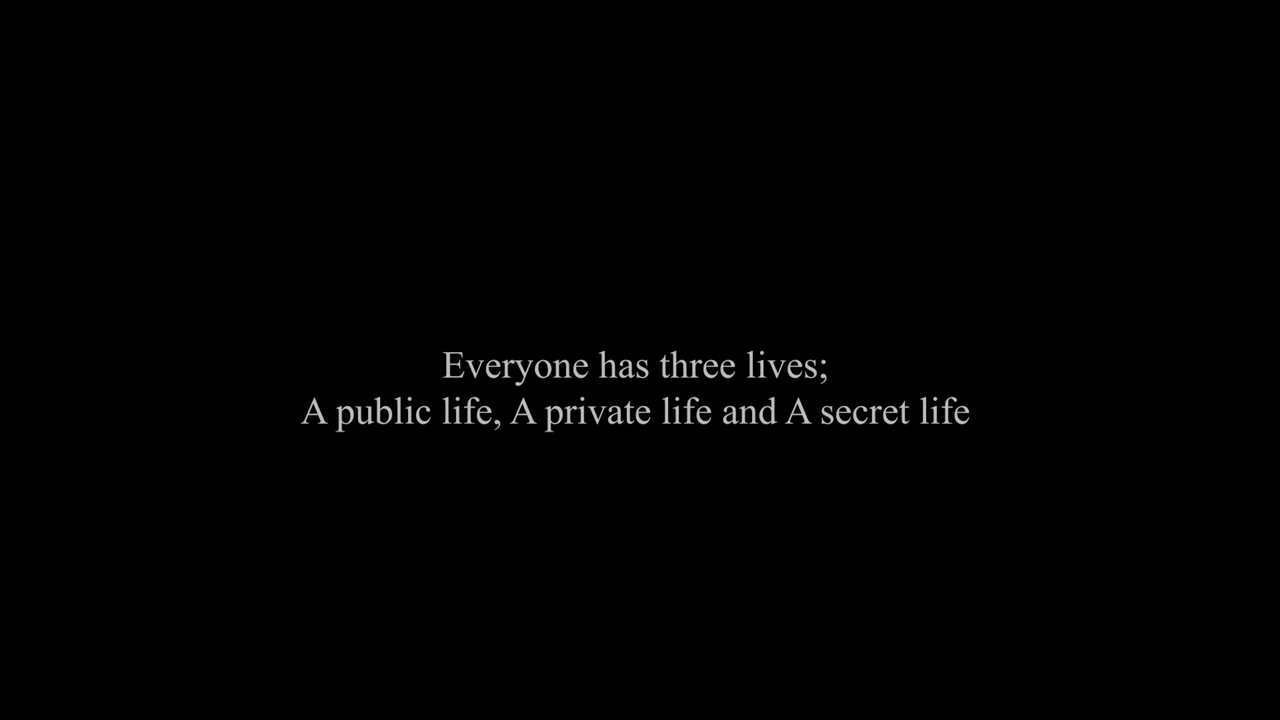 Everyone has three lives;
A public life, A private life and A secret life